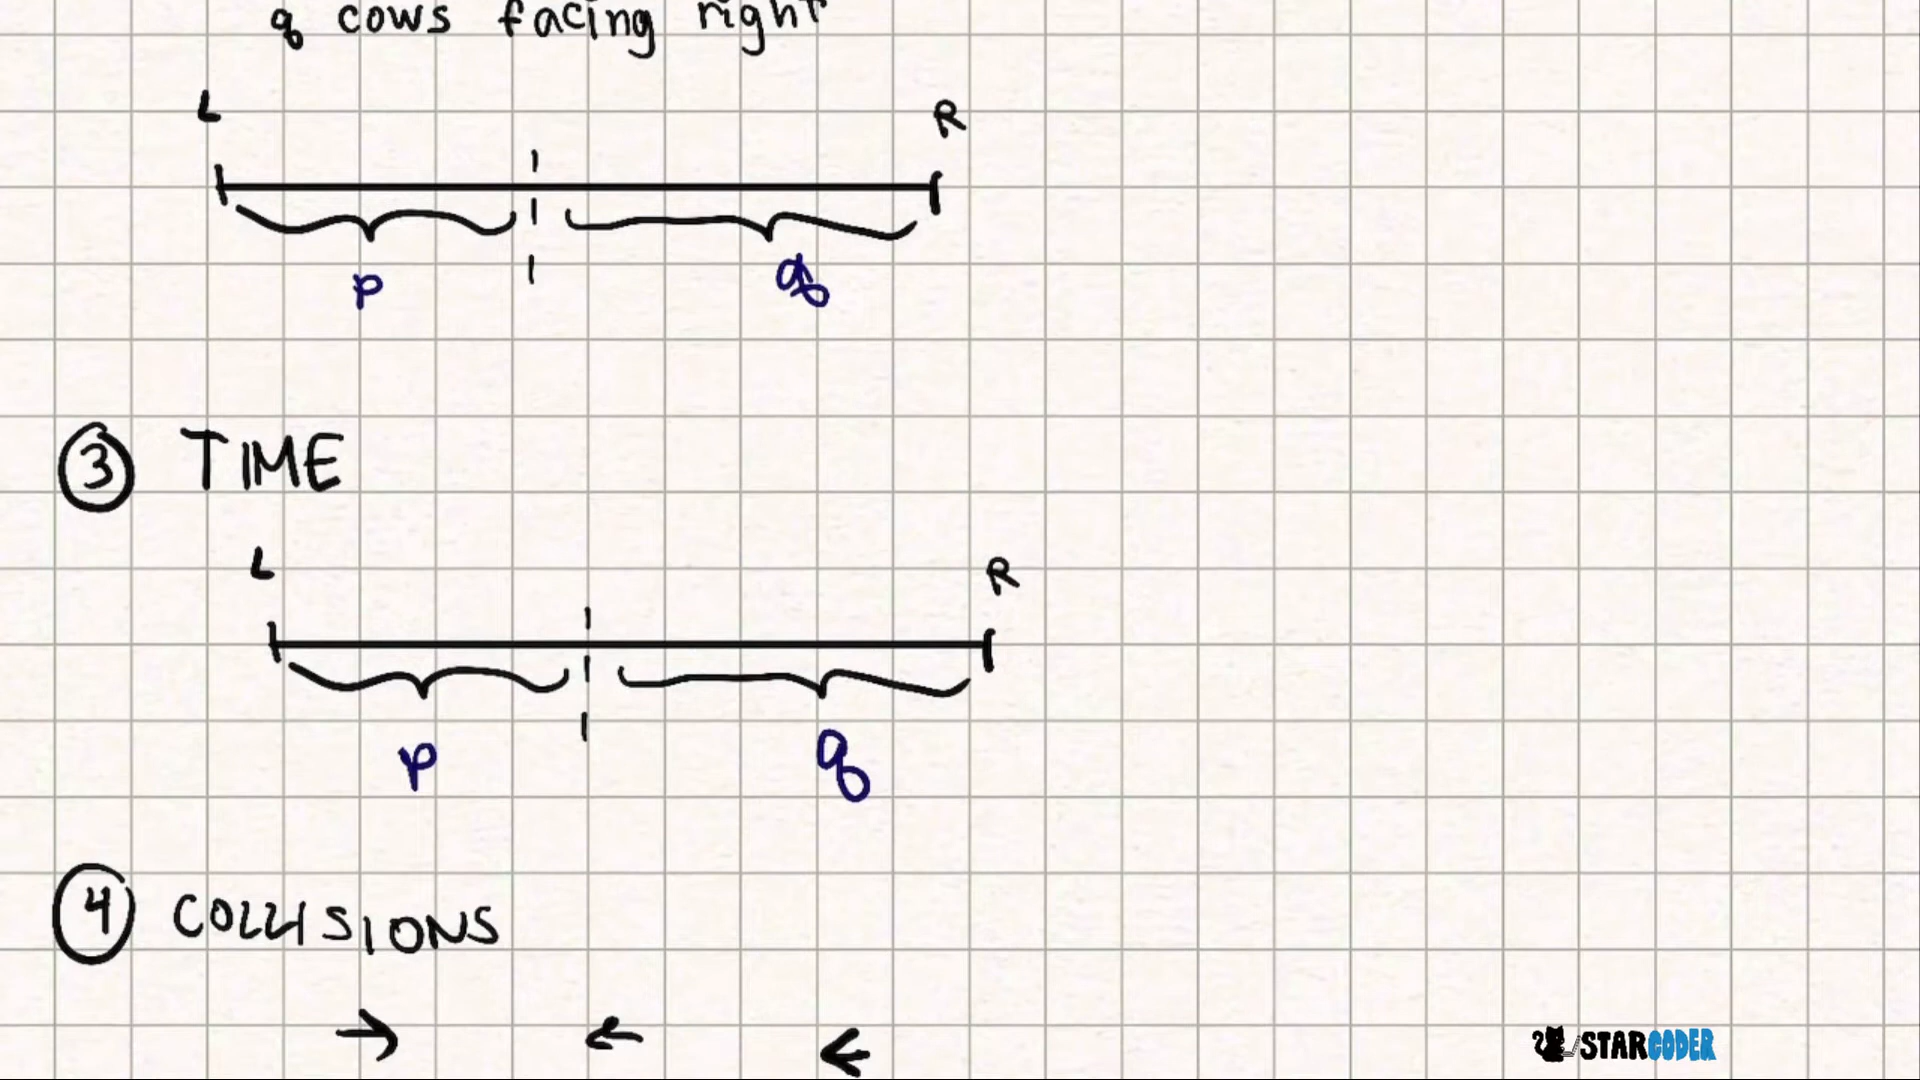 q cows facing right
L R
p q
③ TIME
L R
p q
④ COLLISIONS
→ ← ←
STARCODER